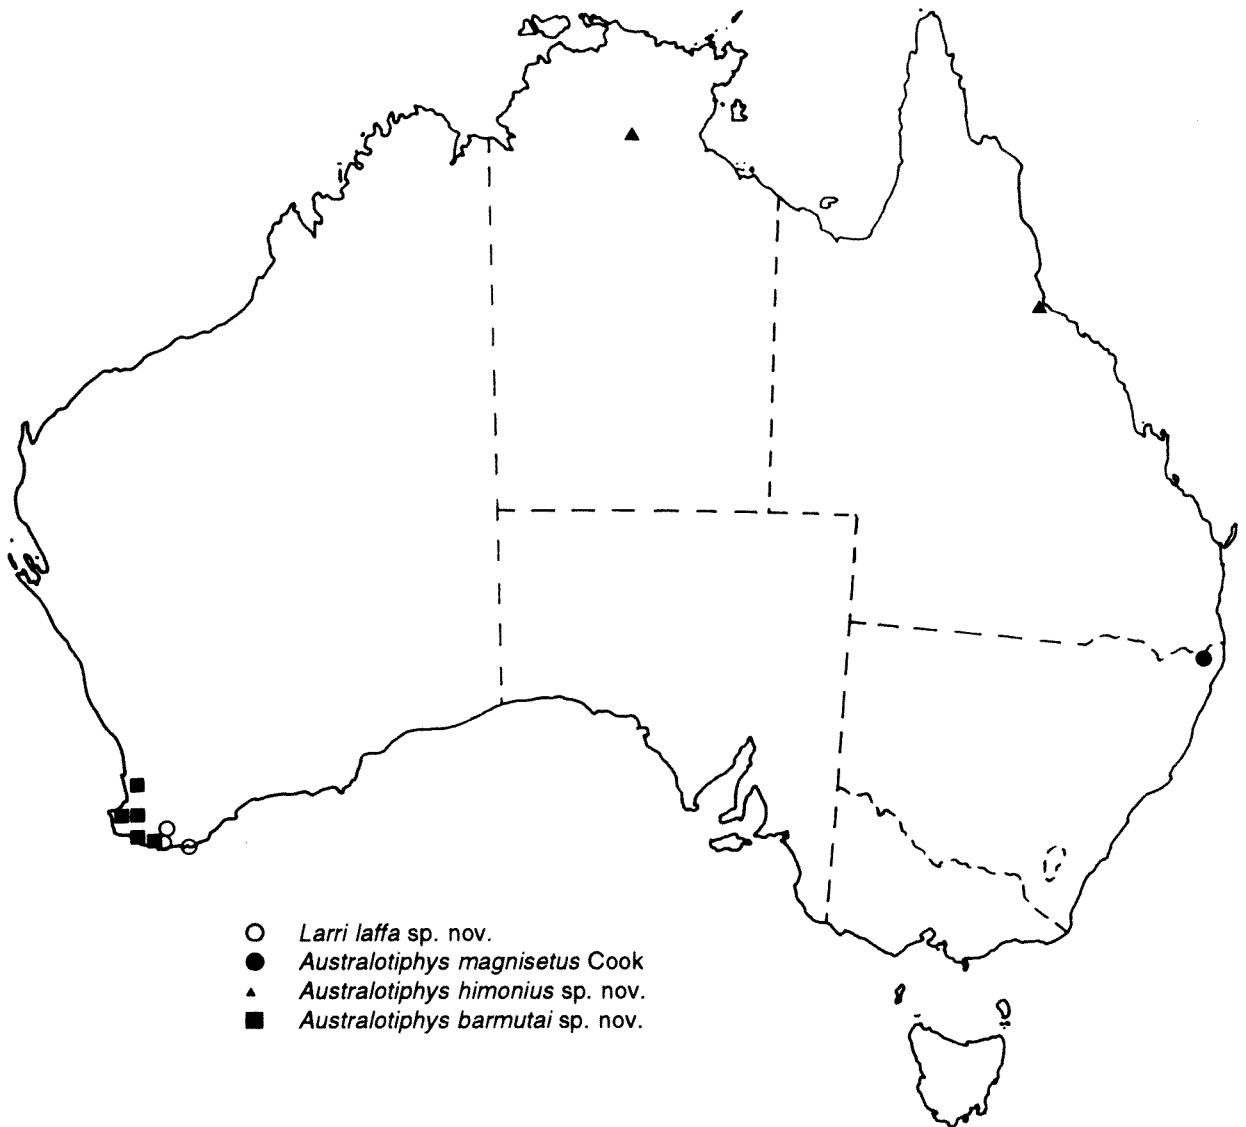 Larri laffa sp. nov.
Australotiphys magnisetus Cook
Australotiphys himonius sp. nov.
Australotiphys barmutai sp. nov.